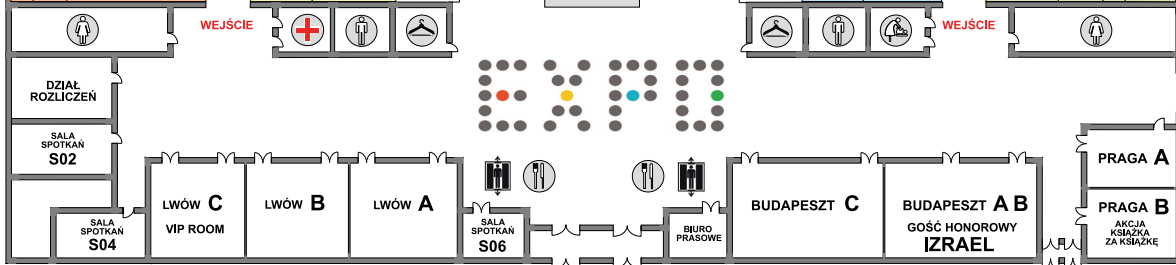 WEJŚCIE
WEJŚCIE
EXPO
DZIAŁ
ROZLICZEŃ
SALA
SPOTKAŃ
S02
SALA
SPOTKAŃ
S04
LWÓW C
VIP ROOM
LWÓW B
LWÓW A
SALA
SPOTKAŃ
S06
BIURO
PRASOWE
BUDAPESZT C
BUDAPESZT A B
GOŚĆ HONOROWY
IZRAEL
PRAGA A
PRAGA B
AKCJA
KSIĄŻKA
ZA KSIĄŻKĘ